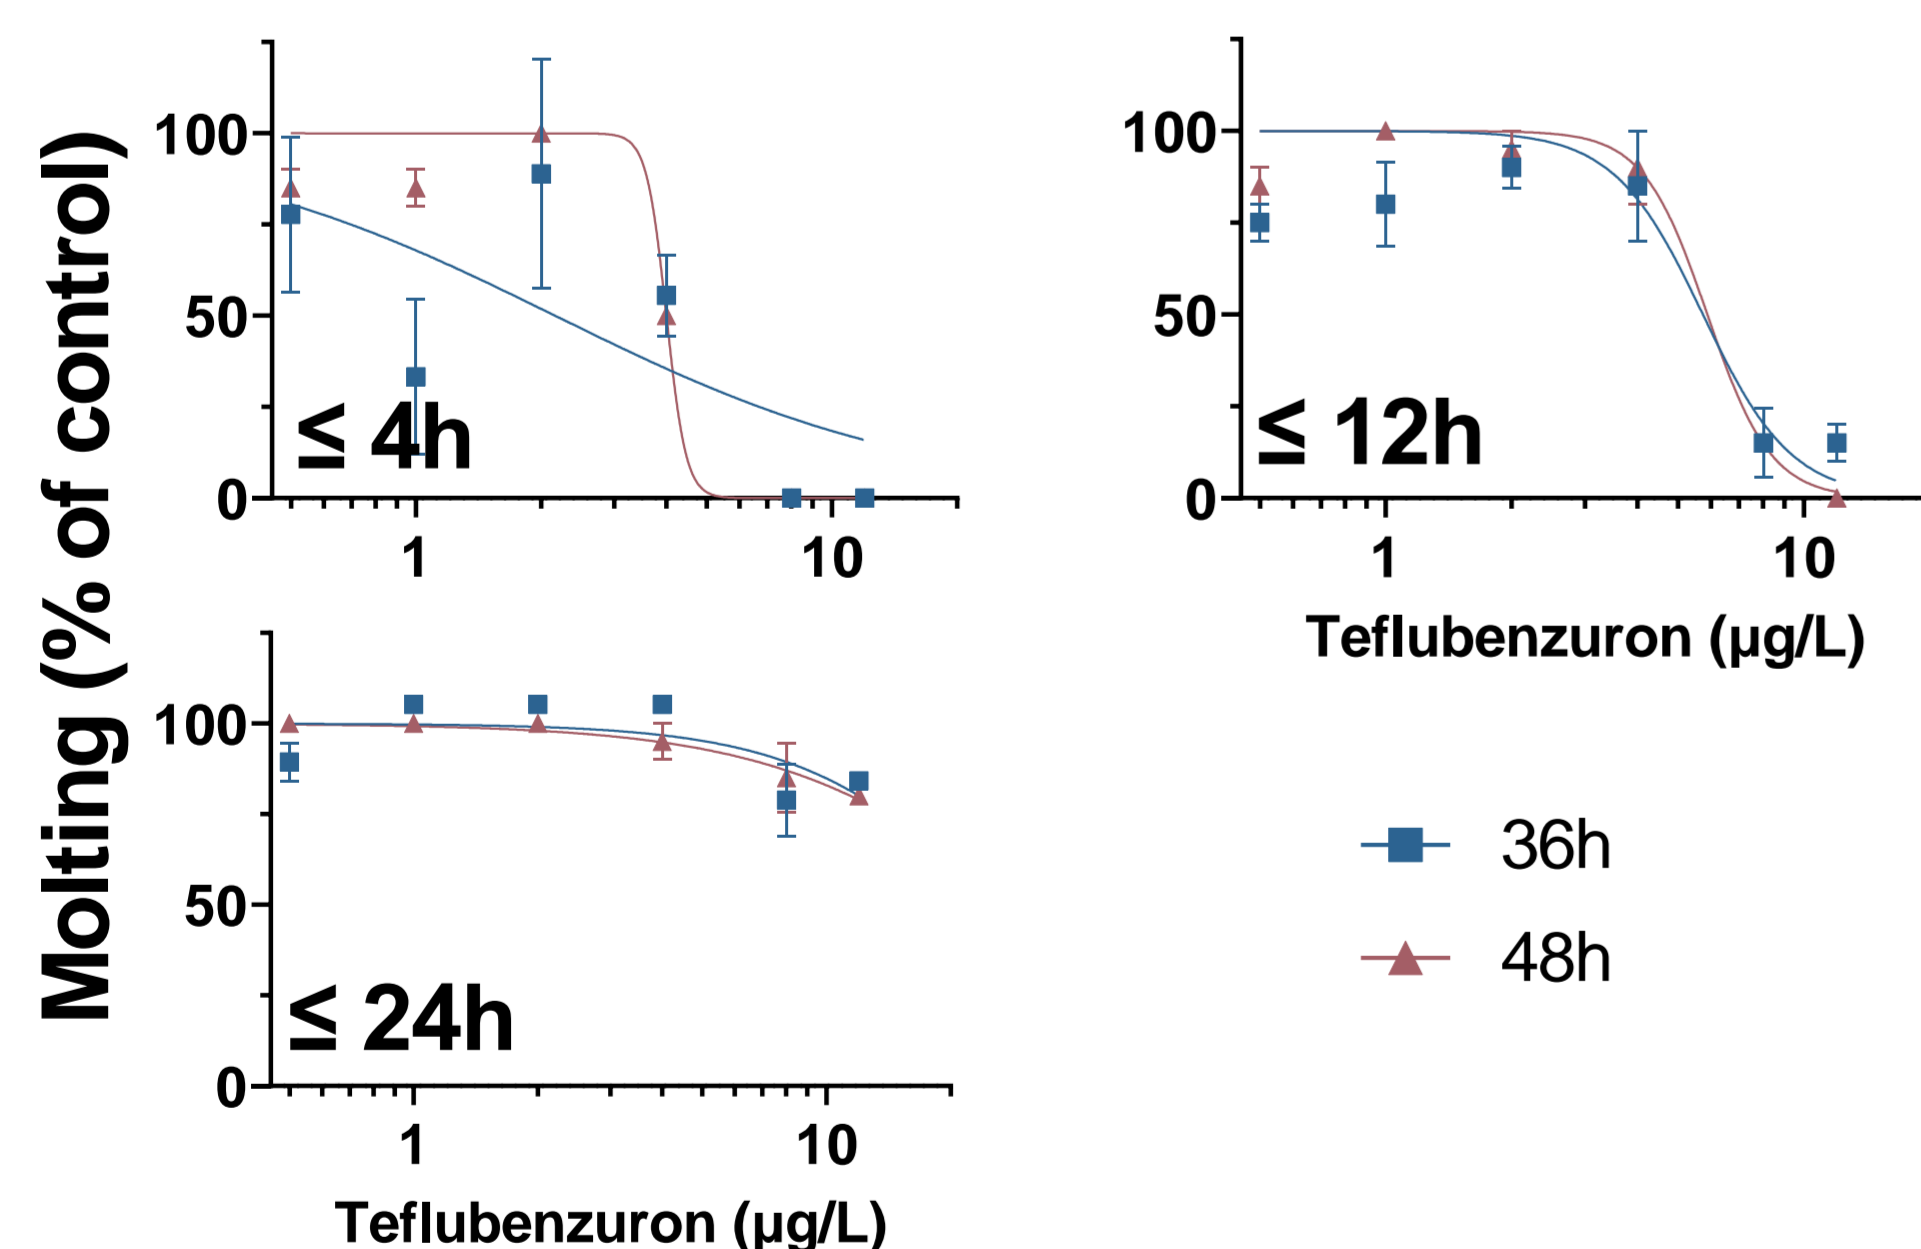 Molting (% of control)
100
50
0
≤ 4h
1 10
100
50
0
≤ 12h
1 10
Teflubenzuron (µg/L)
100
50
0
≤ 24h
1 10
Teflubenzuron (µg/L)
36h
48h